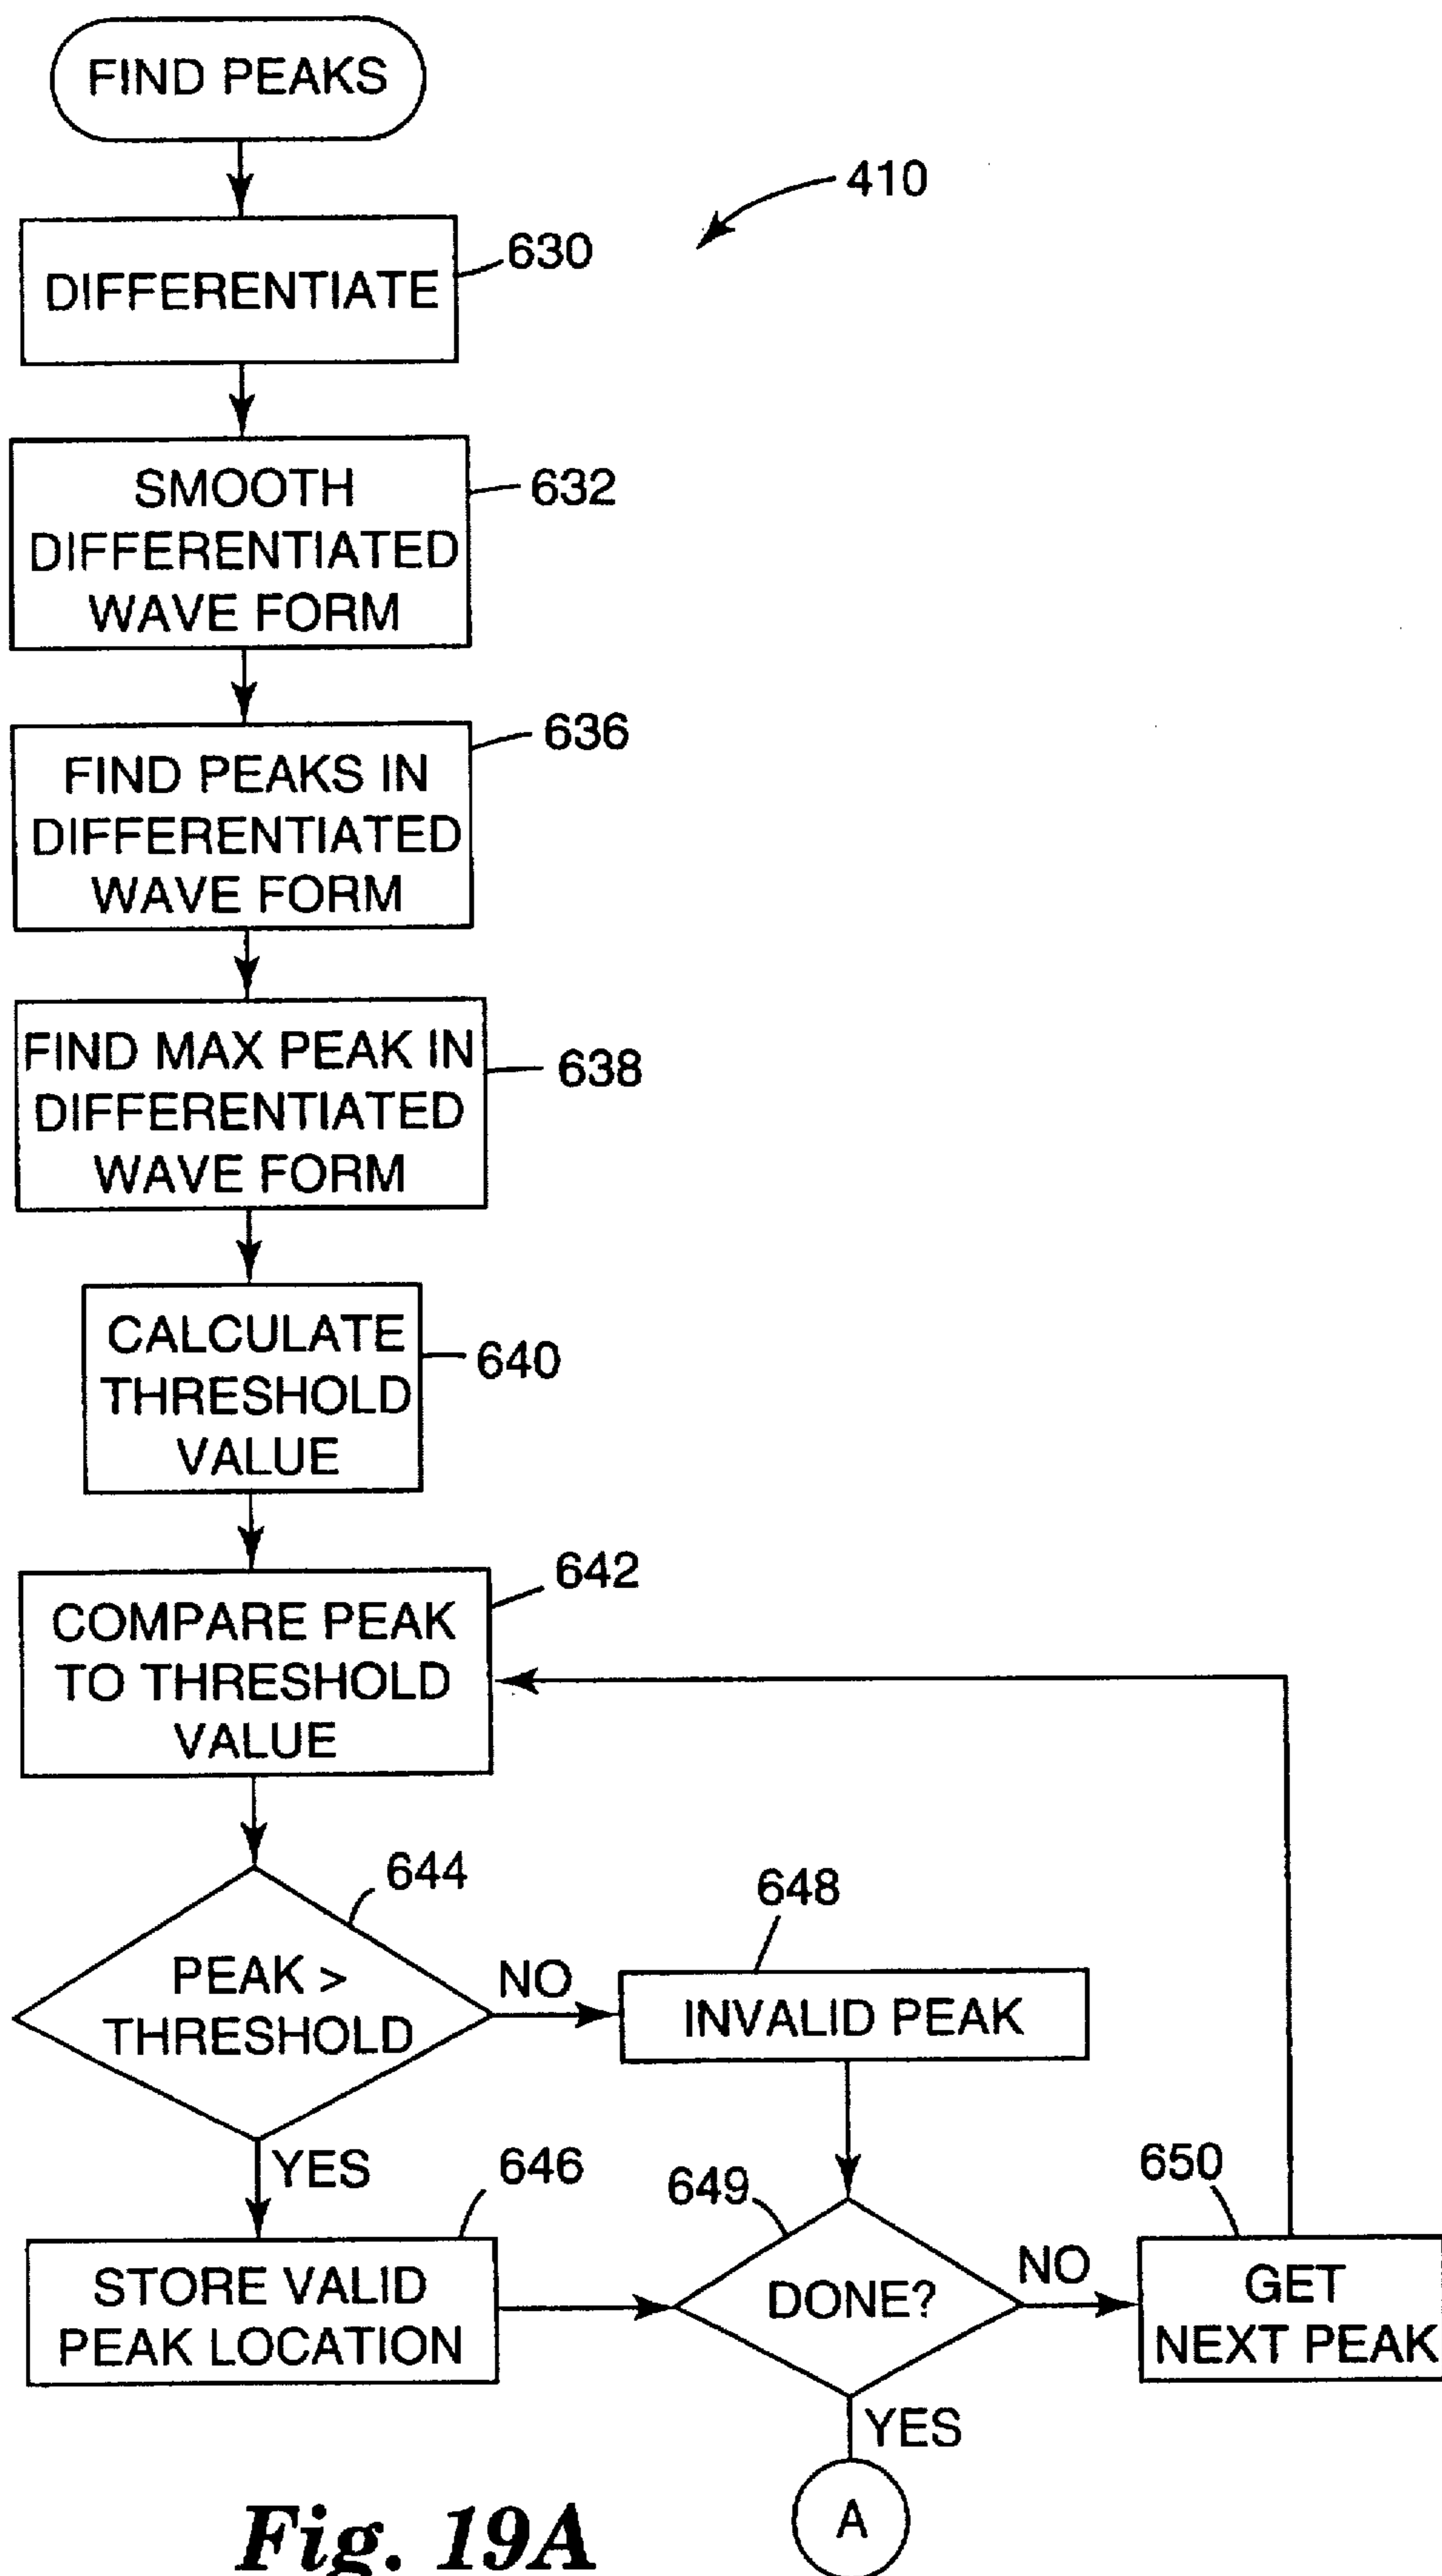 FIND PEAKS
410
DIFFERENTIATE
630
SMOOTH
DIFFERENTIATED
WAVE FORM
632
FIND PEAKS IN
DIFFERENTIATED
WAVE FORM
636
FIND MAX PEAK IN
DIFFERENTIATED
WAVE FORM
638
CALCULATE
THRESHOLD
VALUE
640
COMPARE PEAK
TO THRESHOLD
VALUE
642
PEAK >
THRESHOLD
644
NO
INVALID PEAK
648
YES
STORE VALID
PEAK LOCATION
646
DONE?
649
NO
GET
NEXT PEAK
650
YES
A
Fig. 19A